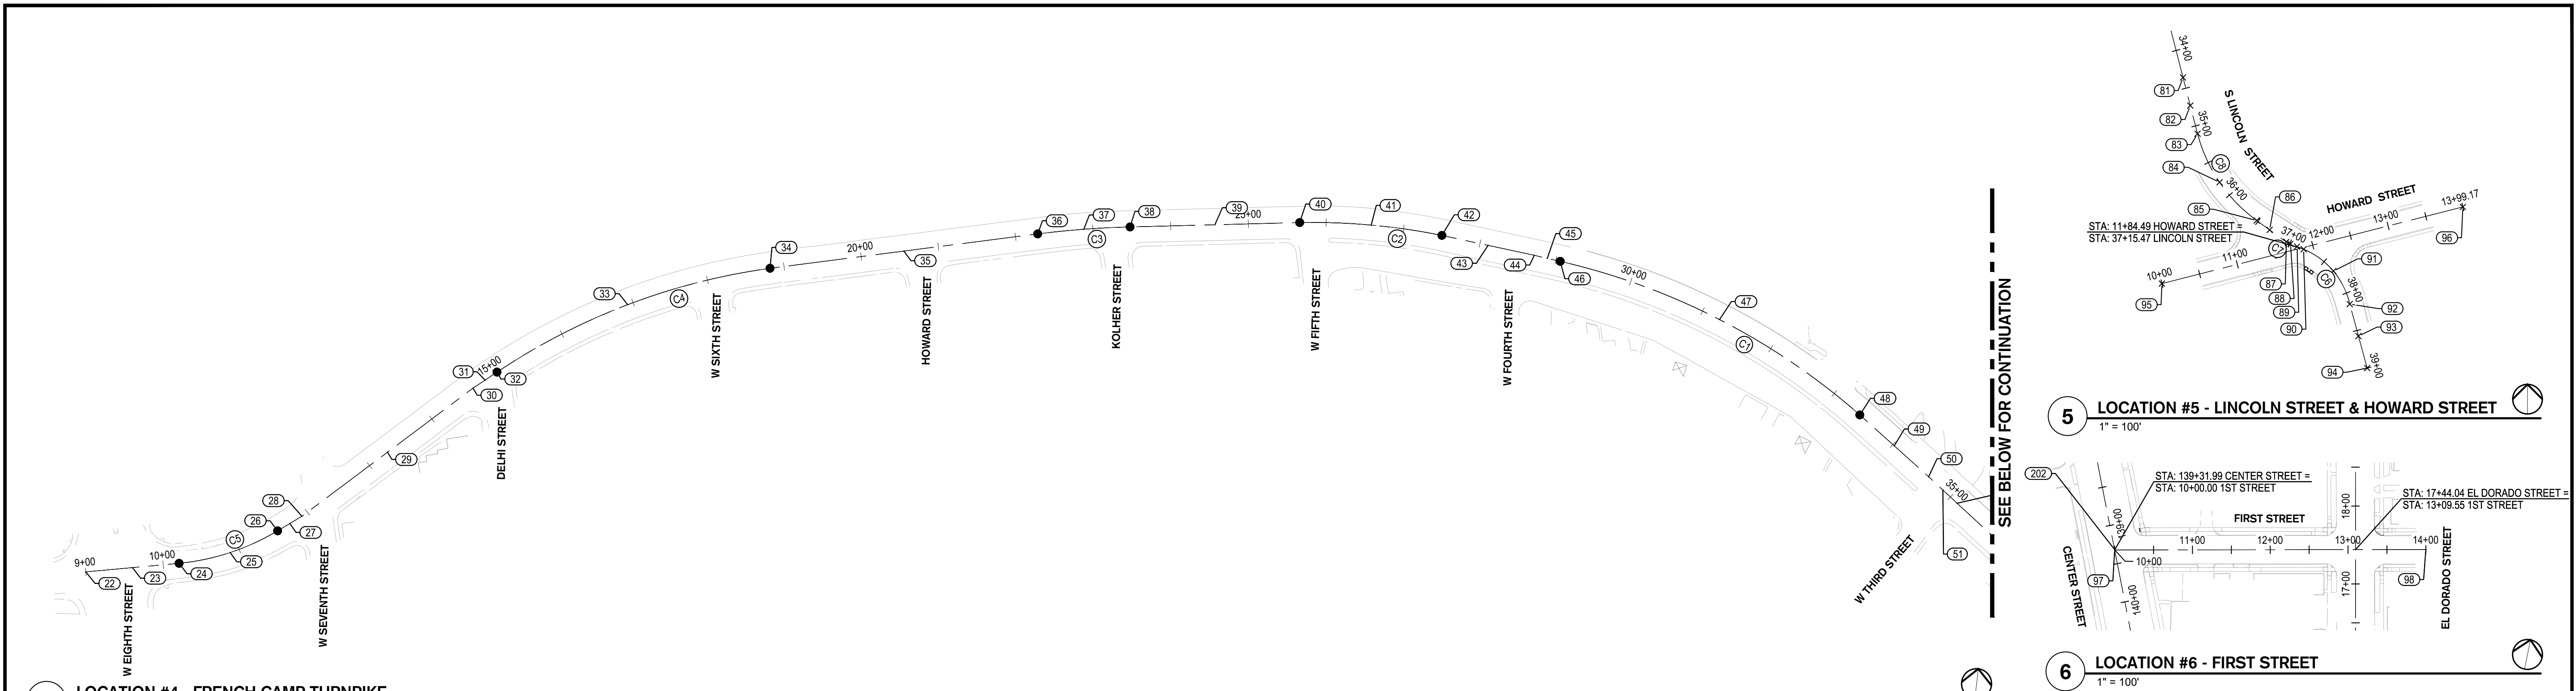 34
20+00
35
36
37
38
39
25+00
40
41
42
43
44
45
46
30+00
47
48
49
50
35+00
51
C3
C2
C4
C1
33
31
15+00
32
30
29
28
26
C5
27
25
24
10+00
23
9+00
22
W EIGHTH STREET
W SEVENTH STREET
DELHI STREET
W SIXTH STREET
HOWARD STREET
KOLHER STREET
W FIFTH STREET
W FOURTH STREET
W THIRD STREET
SEE BELOW FOR CONTINUATION
LOCATION #4 - FRENCH CAMP TURNPIKE
34+00
81
82
35+00
83
84
C8
36+00
S LINCOLN STREET
85
86
STA: 11+84.49 HOWARD STREET =
STA: 37+15.47 LINCOLN STREET
HOWARD STREET
13+99.17
13+00
12+00
37+00
C7
11+00
10+00
95
96
87
88
89
90
91
C6
38+00
92
93
94
39+00
5
LOCATION #5 - LINCOLN STREET & HOWARD STREET
1" = 100'
202
STA: 139+31.99 CENTER STREET =
STA: 10+00.00 1ST STREET
STA: 17+44.04 EL DORADO STREET =
STA: 13+09.55 1ST STREET
139+00
FIRST STREET
18+00
11+00
12+00
13+00
14+00
10+00
97
98
17+00
140+00
CENTER STREET
EL DORADO STREET
6
LOCATION #6 - FIRST STREET
1" = 100'